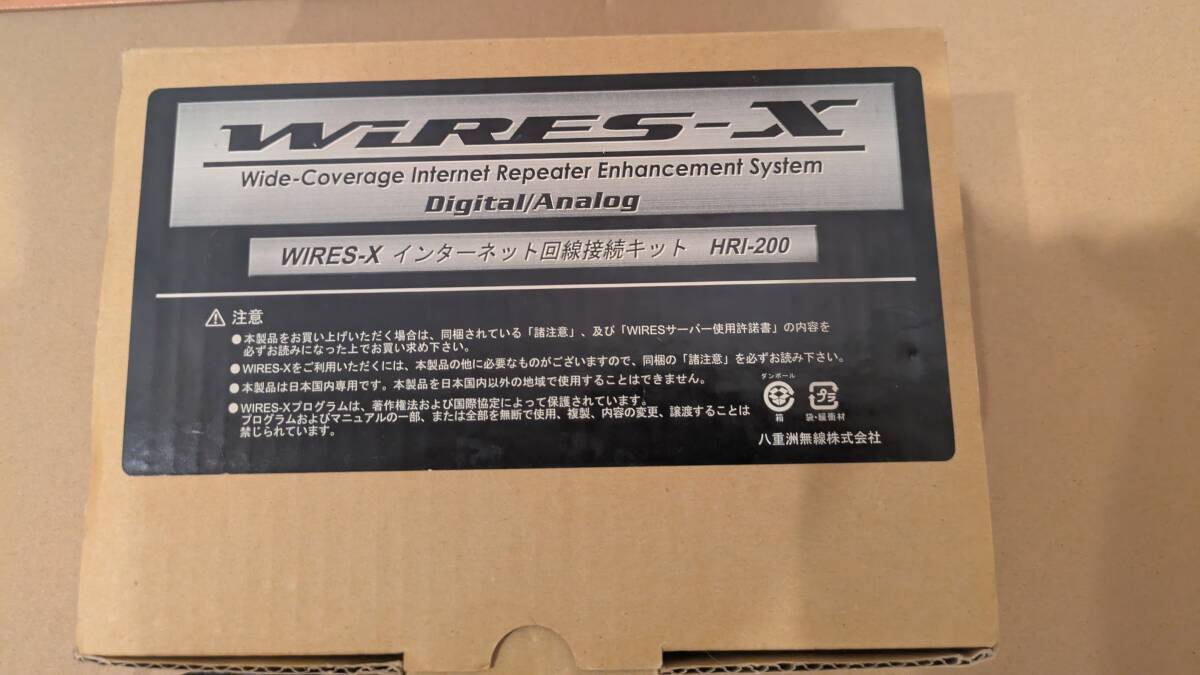 WiRES-X
Wide-Coverage Internet Repeater Enhancement System
Digital/Analog
WIRES-X インターネット回線接続キット HRI-200
注意
●本製品をお買い上げいただく場合は、同梱されている「諸注意」、及び「WIRESサーバー使用許諾書」の内容を
必ずお読みになった上でお買い求め下さい。
●WIRES-Xをご利用いただくには、本製品の他に必要なものがございますので、同梱の「諸注意」を必ずお読み下さい。
●本製品は日本国内専用です。本製品を日本国内以外の地域で使用することはできません。
●WIRES-Xプログラムは、著作権法および国際協定によって保護されています。
プログラムおよびマニュアルの一部、または全部を無断で使用、複製、内容の変更、譲渡することは
禁じられています。
ダンボール
プラ
箱 袋・緩衝材
八重洲無線株式会社